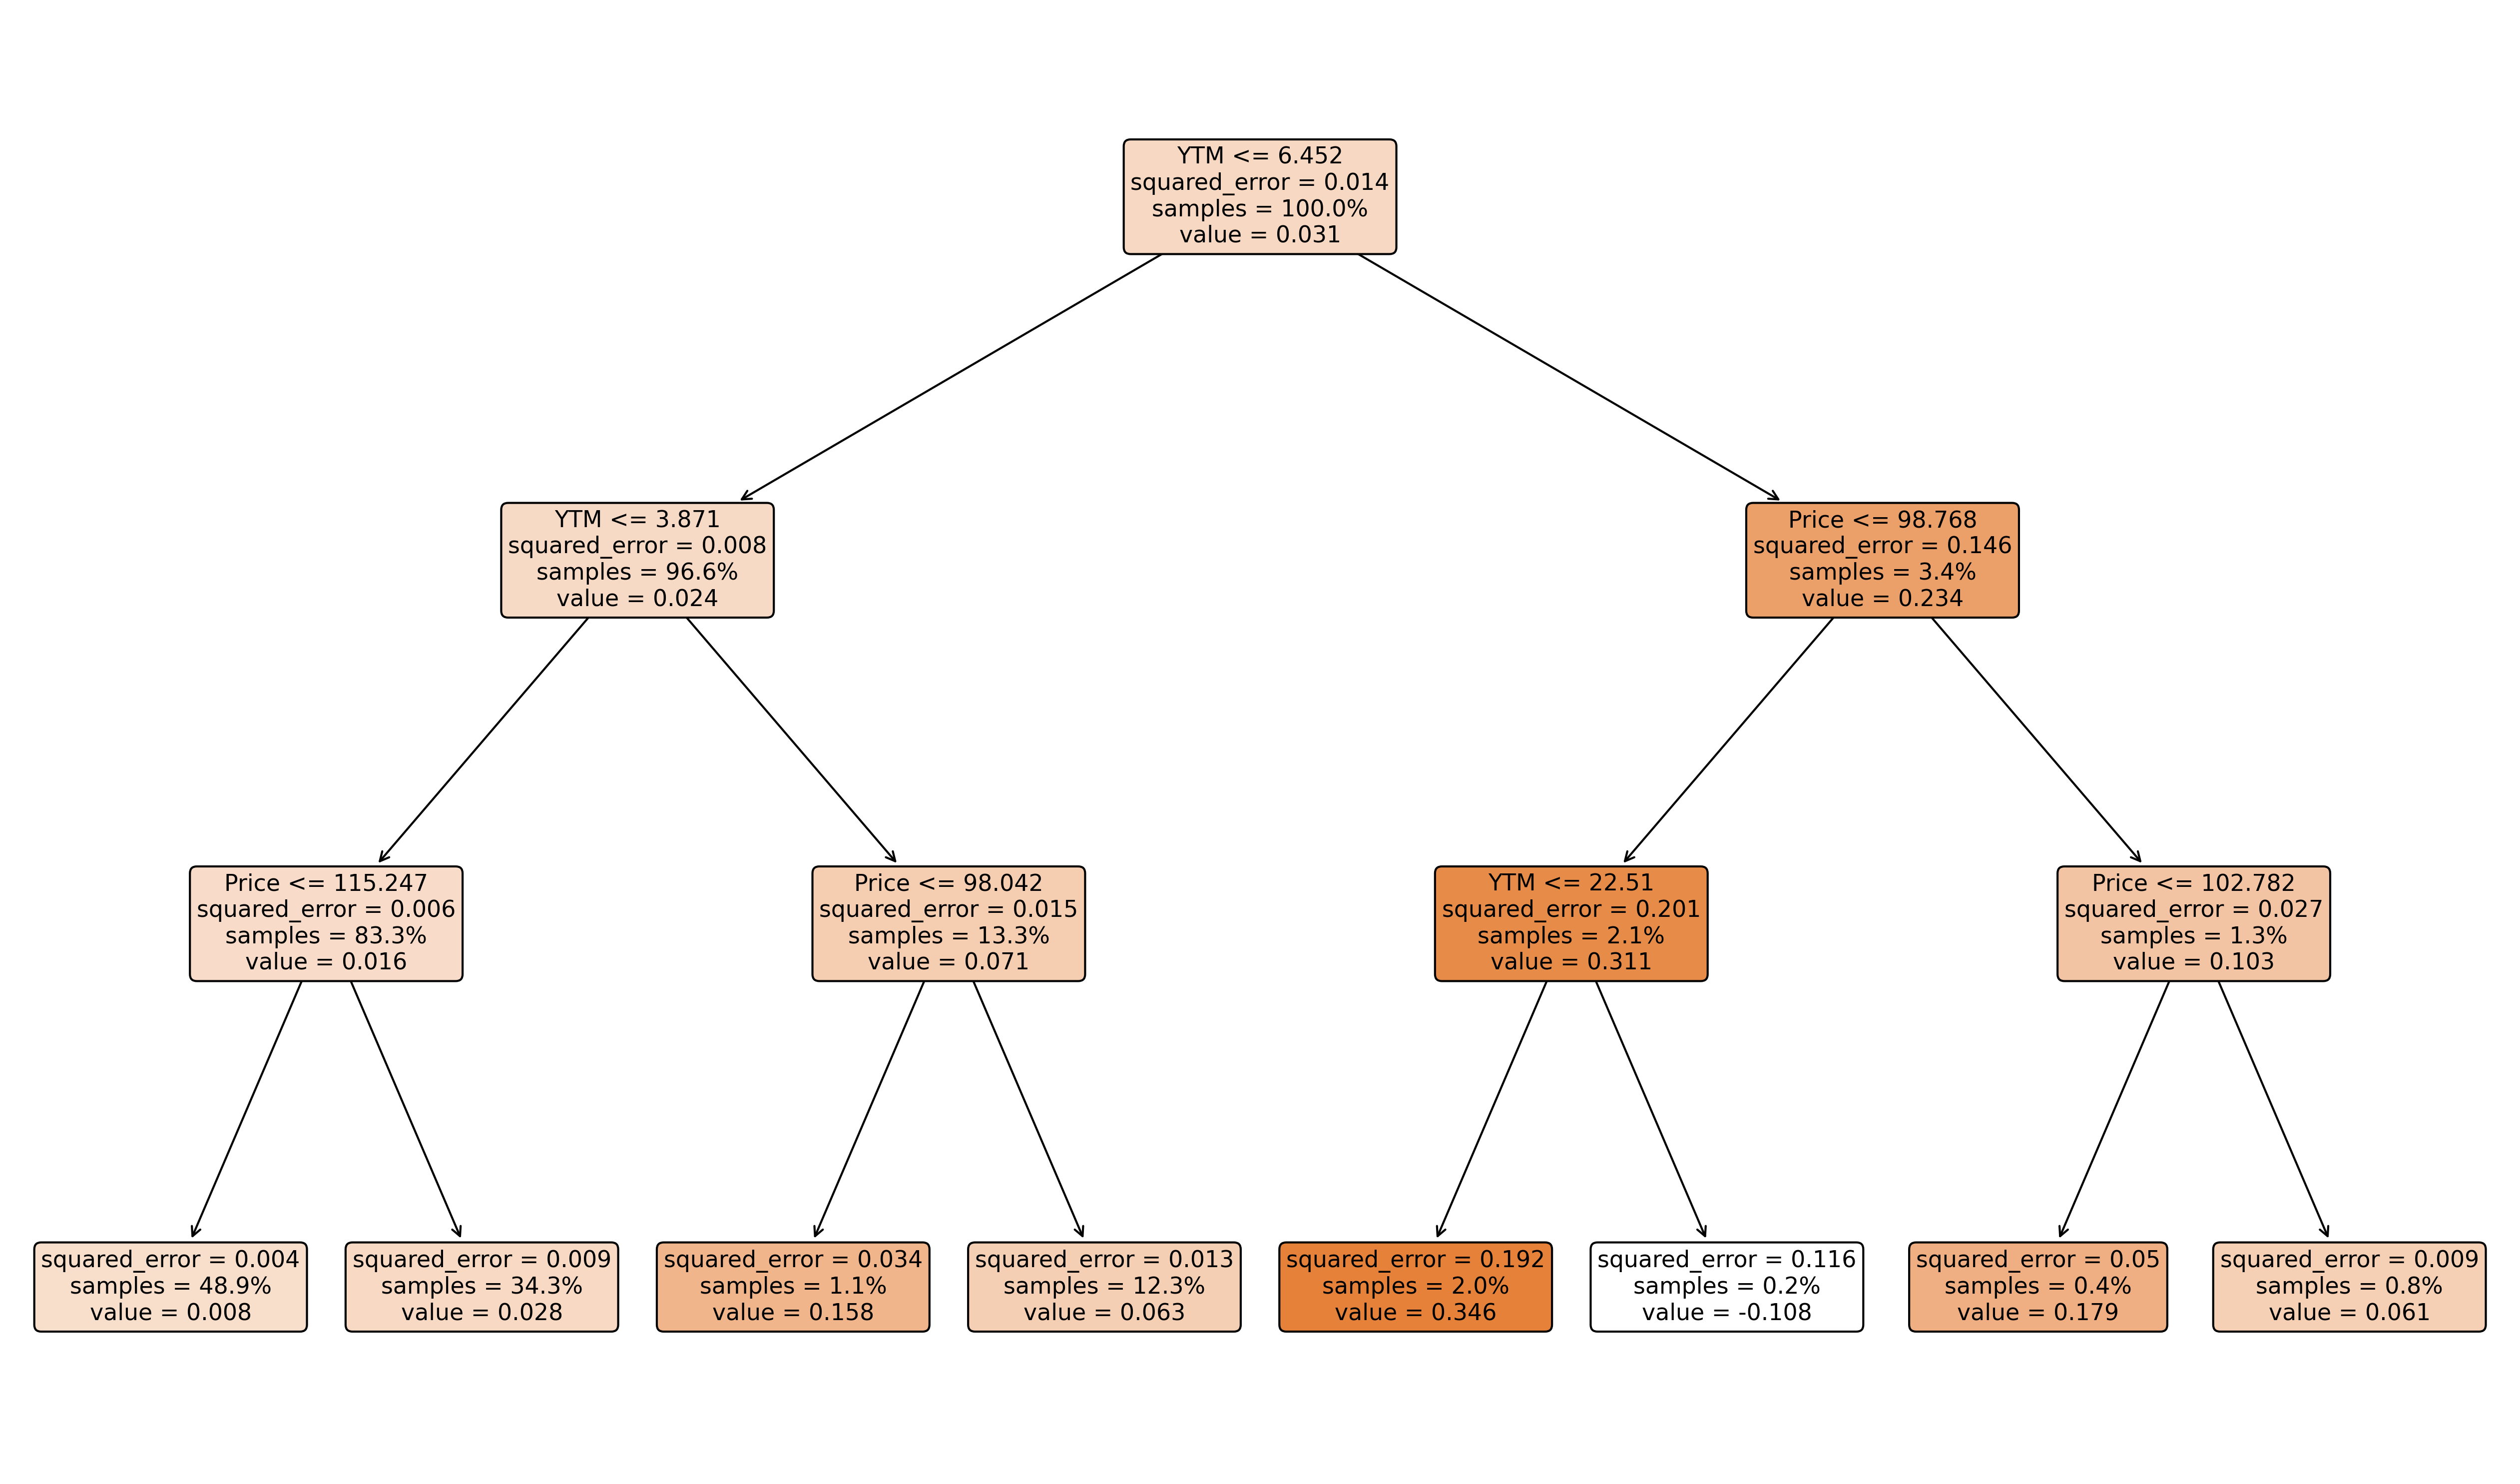 YTM <= 6.452
squared_error = 0.014
samples = 100.0%
value = 0.031
YTM <= 3.871
squared_error = 0.008
samples = 96.6%
value = 0.024
Price <= 98.768
squared_error = 0.146
samples = 3.4%
value = 0.234
Price <= 115.247
squared_error = 0.006
samples = 83.3%
value = 0.016
Price <= 98.042
squared_error = 0.015
samples = 13.3%
value = 0.071
YTM <= 22.51
squared_error = 0.201
samples = 2.1%
value = 0.311
Price <= 102.782
squared_error = 0.027
samples = 1.3%
value = 0.103
squared_error = 0.004
samples = 48.9%
value = 0.008
squared_error = 0.009
samples = 34.3%
value = 0.028
squared_error = 0.034
samples = 1.1%
value = 0.158
squared_error = 0.013
samples = 12.3%
value = 0.063
squared_error = 0.192
samples = 2.0%
value = 0.346
squared_error = 0.116
samples = 0.2%
value = -0.108
squared_error = 0.05
samples = 0.4%
value = 0.179
squared_error = 0.009
samples = 0.8%
value = 0.061